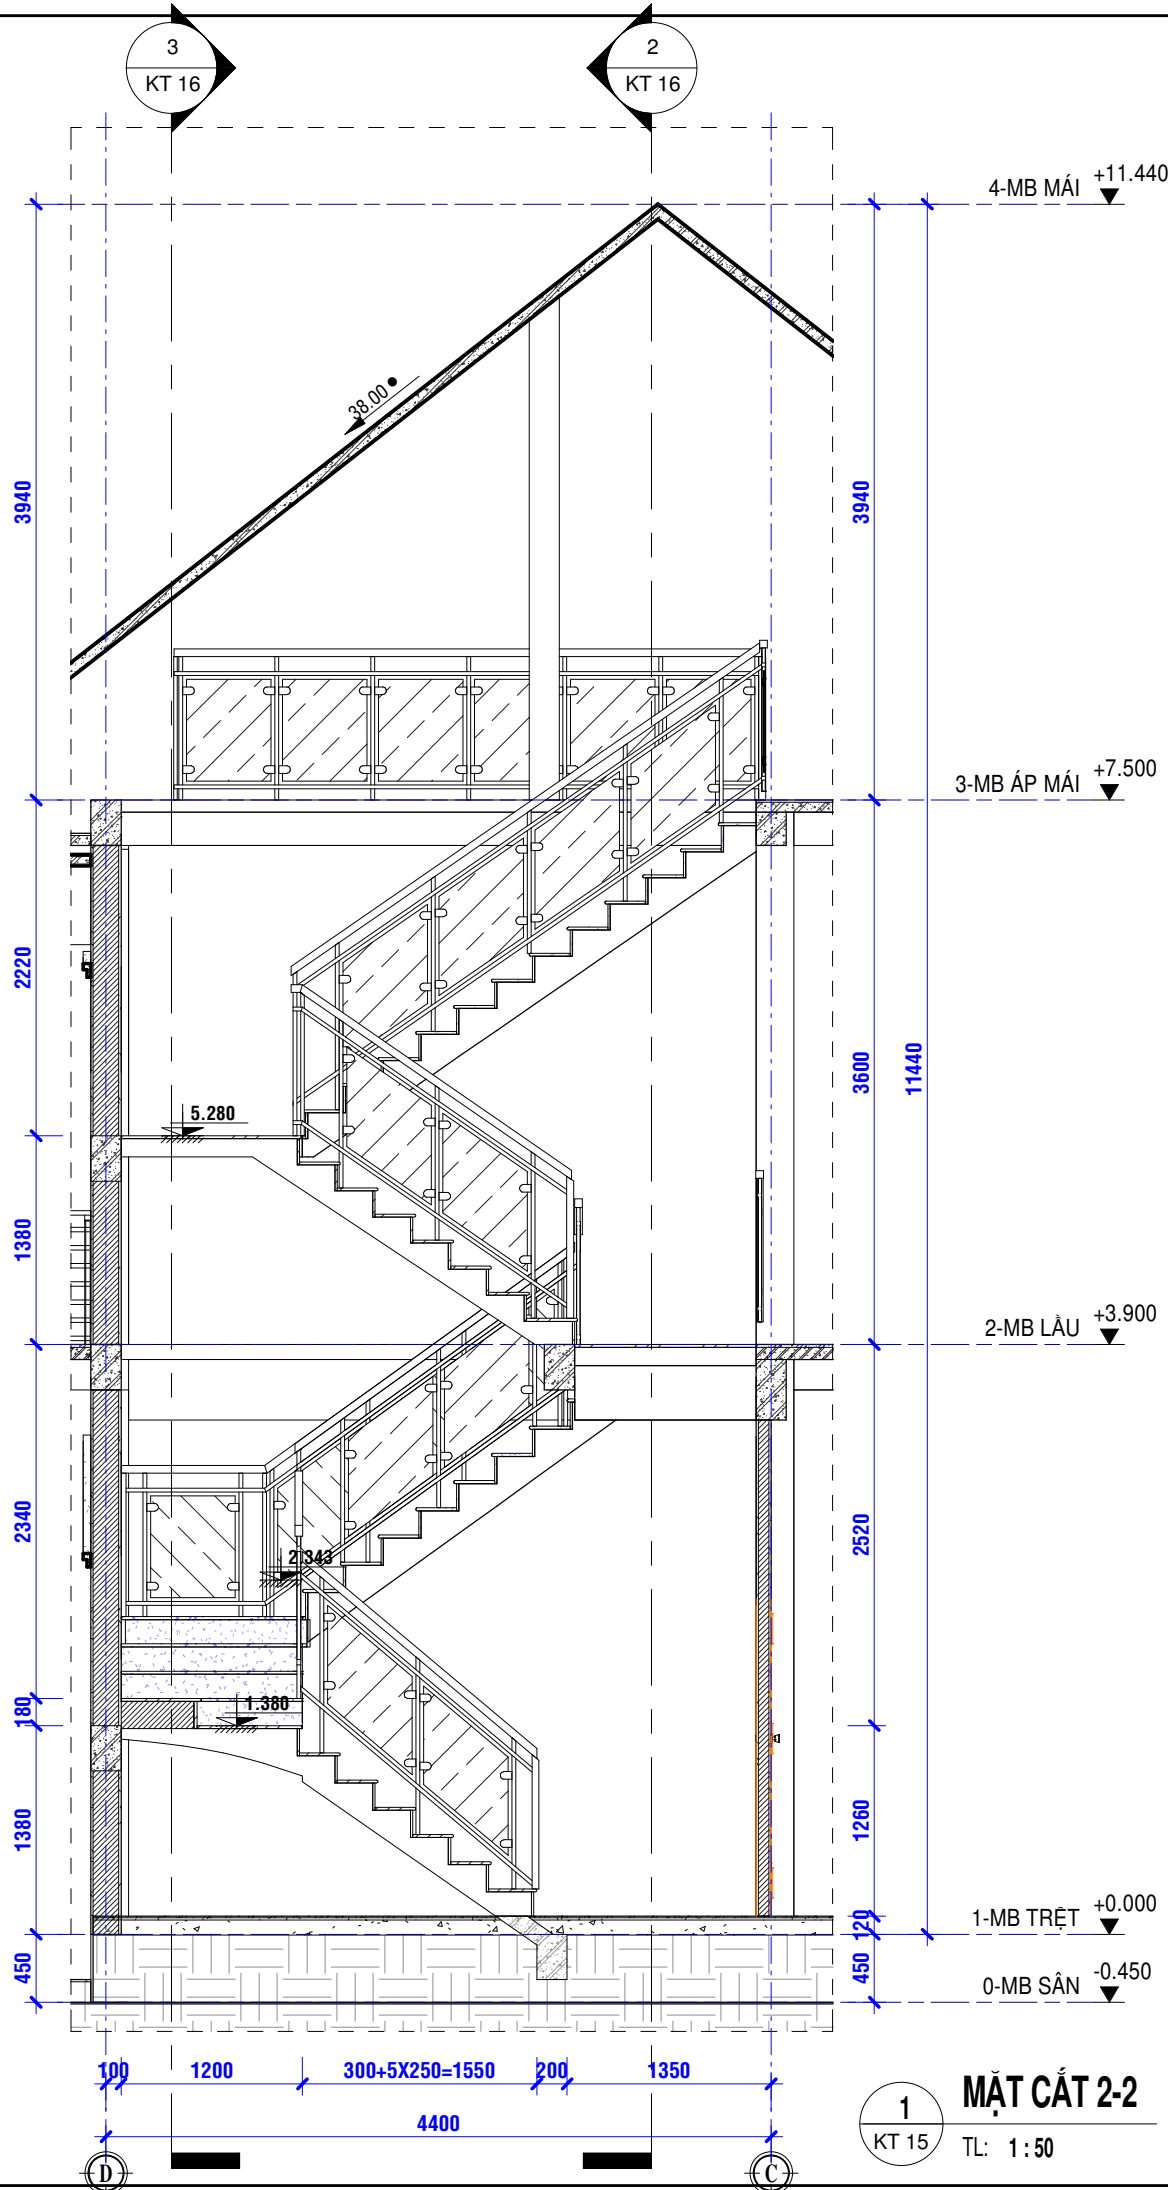 3
KT 16
2
KT 16
4-MB MÁI +11.440
38.00
3940
3940
3-MB ÁP MÁI +7.500
2220
3600
11440
5.280
1380
2-MB LẦU +3.900
2340
2520
2.343
180
1.380
1380
1260
120
1-MB TRỆT +0.000
450
450
0-MB SÂN -0.450
100
1200
300+5X250=1550
200
1350
4400
D
C
1
KT 15
MẶT CẮT 2-2
TL: 1 : 50